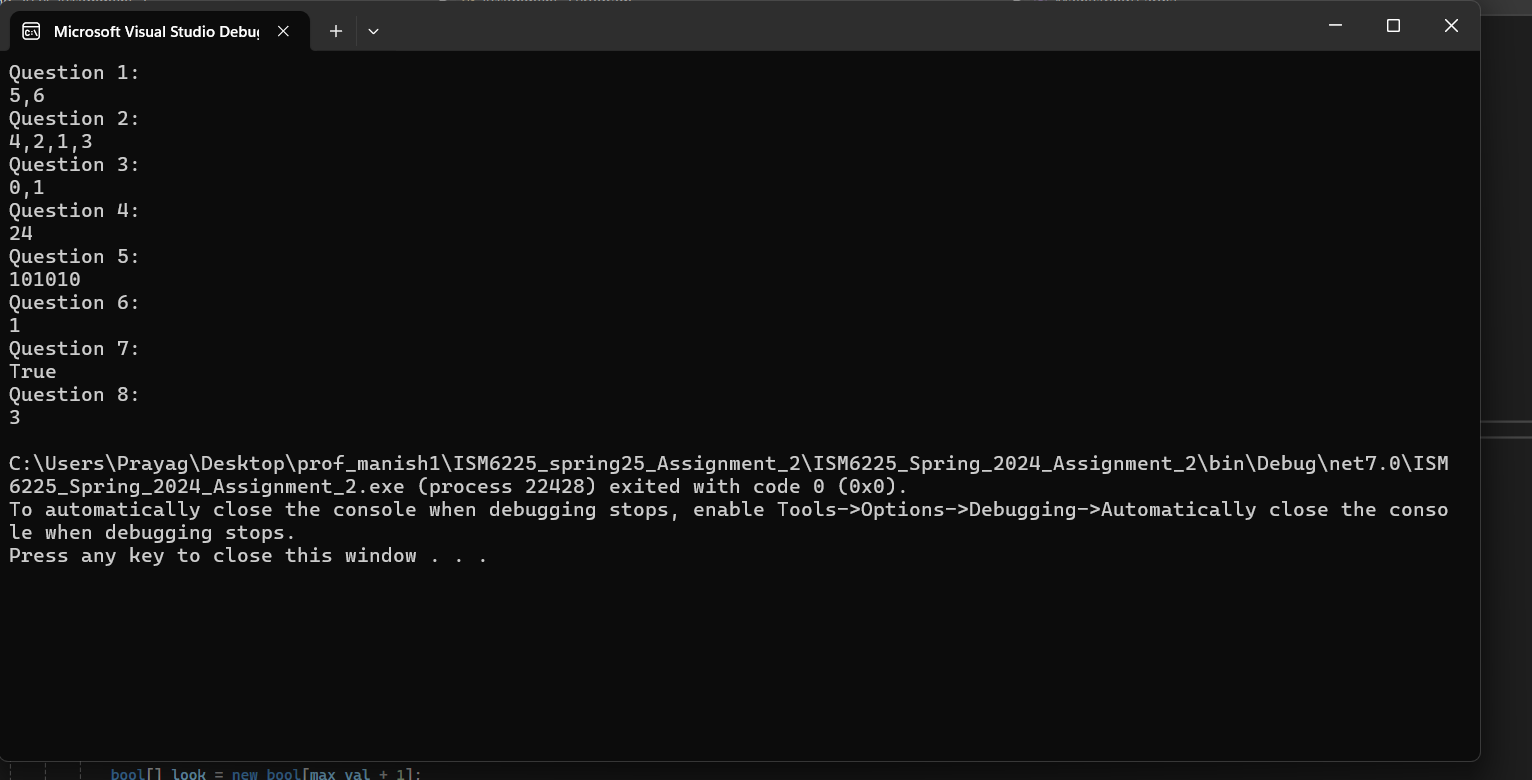 Microsoft Visual Studio Debu
Question 1:
5,6
Question 2:
4,2,1,3
Question 3:
0,1
Question 4:
24
Question 5:
101010
Question 6:
1
Question 7:
True
Question 8:
3
C:\Users\Prayag\Desktop\prof_manish1\ISM6225_spring25_Assignment_2\ISM6225_Spring_2024_Assignment_2\bin\Debug\net7.0\ISM
6225_Spring_2024_Assignment_2.exe (process 22428) exited with code 0 (0x0).
To automatically close the console when debugging stops, enable Tools->Options->Debugging->Automatically close the conso
le when debugging stops.
Press any key to close this window . . .
bool[] look = new bool[max_val + 1];